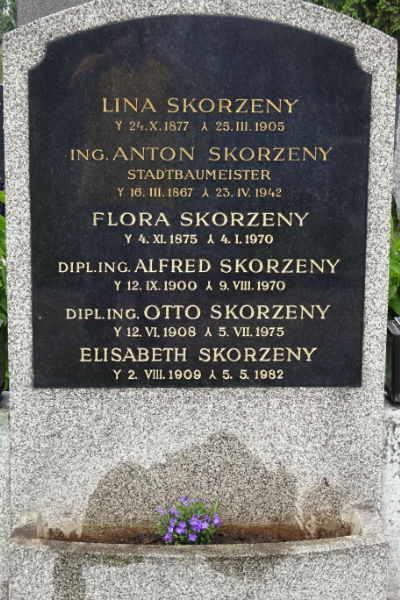 LINA SKORZENY
Y 24.X.1877 ⅄ 25.III.1905
ING. ANTON SKORZENY
STADTBAUMEISTER
Y 16.III.1867 ⅄ 23.IV.1942
FLORA SKORZENY
Y 4.XI.1875 ⅄ 4.I.1970
DIPL.ING. ALFRED SKORZENY
Y 12.IX.1900 ⅄ 9.VIII.1970
DIPL.ING. OTTO SKORZENY
Y 12.VI.1908 ⅄ 5.VII.1975
ELISABETH SKORZENY
Y 2. VIII.1909 ⅄ 5.5.1982